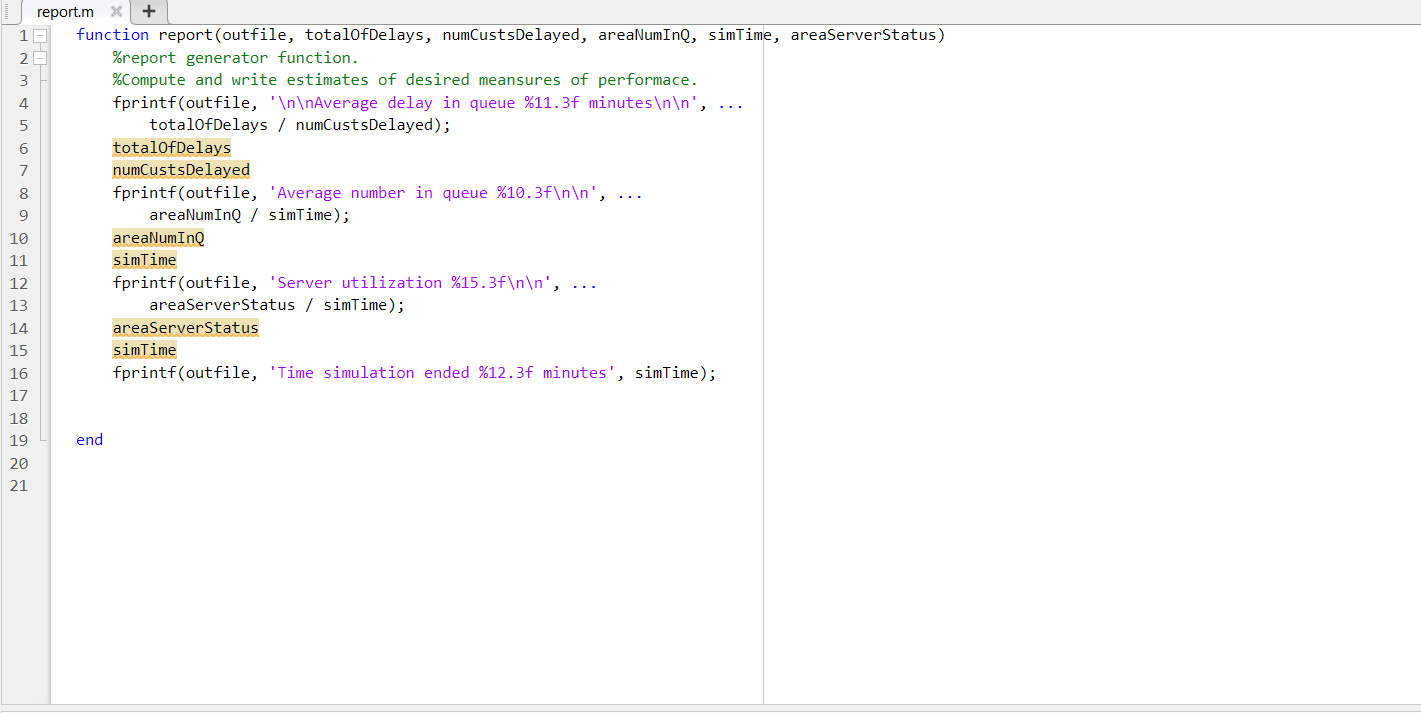 report.m
1 function report(outfile, totalOfDelays, numCustsDelayed, areaNumInQ, simTime, areaServerStatus)
2 %report generator function.
3 %Compute and write estimates of desired meansures of performace.
4 fprintf(outfile, '\n\nAverage delay in queue %11.3f minutes\n\n', ...
5 totalOfDelays / numCustsDelayed);
6 totalOfDelays
7 numCustsDelayed
8 fprintf(outfile, 'Average number in queue %10.3f\n\n', ...
9 areaNumInQ / simTime);
10 areaNumInQ
11 simTime
12 fprintf(outfile, 'Server utilization %15.3f\n\n', ...
13 areaServerStatus / simTime);
14 areaServerStatus
15 simTime
16 fprintf(outfile, 'Time simulation ended %12.3f minutes', simTime);
17
18
19 end
20
21